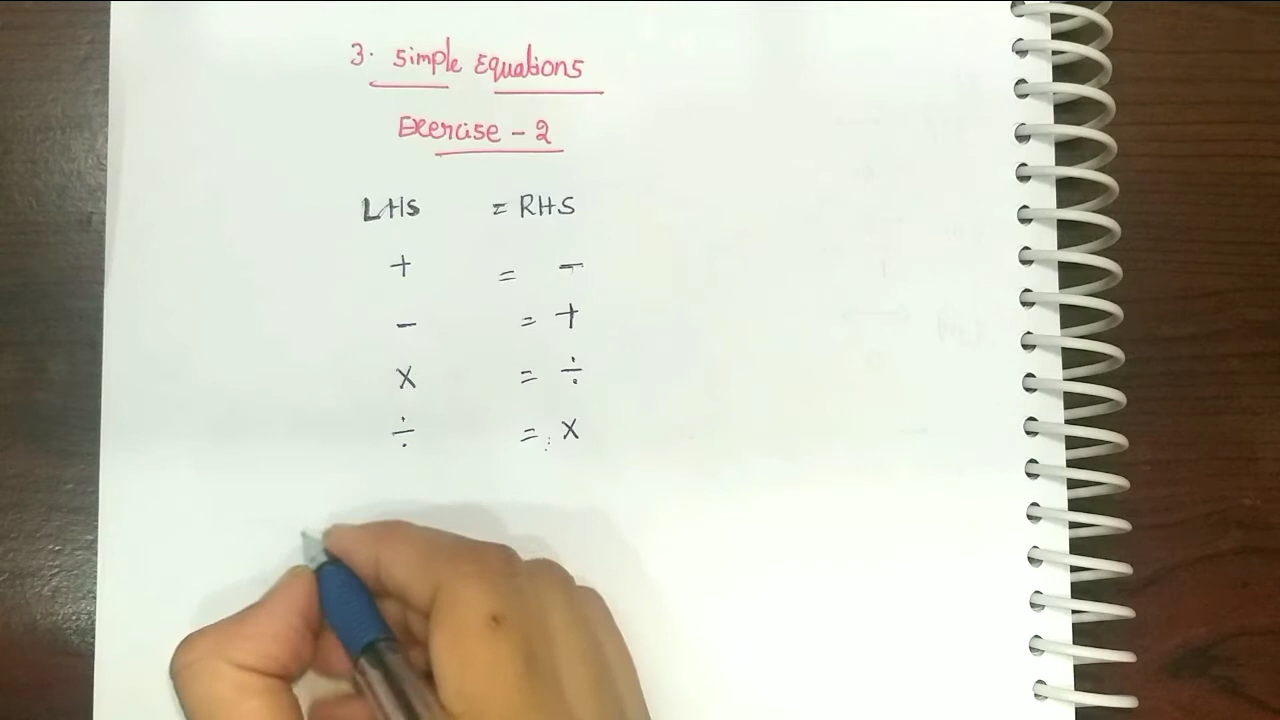 3. Simple Equations
Exercise - 2
LHS = RHS
+ = -
- = +
× = ÷
÷ = ×